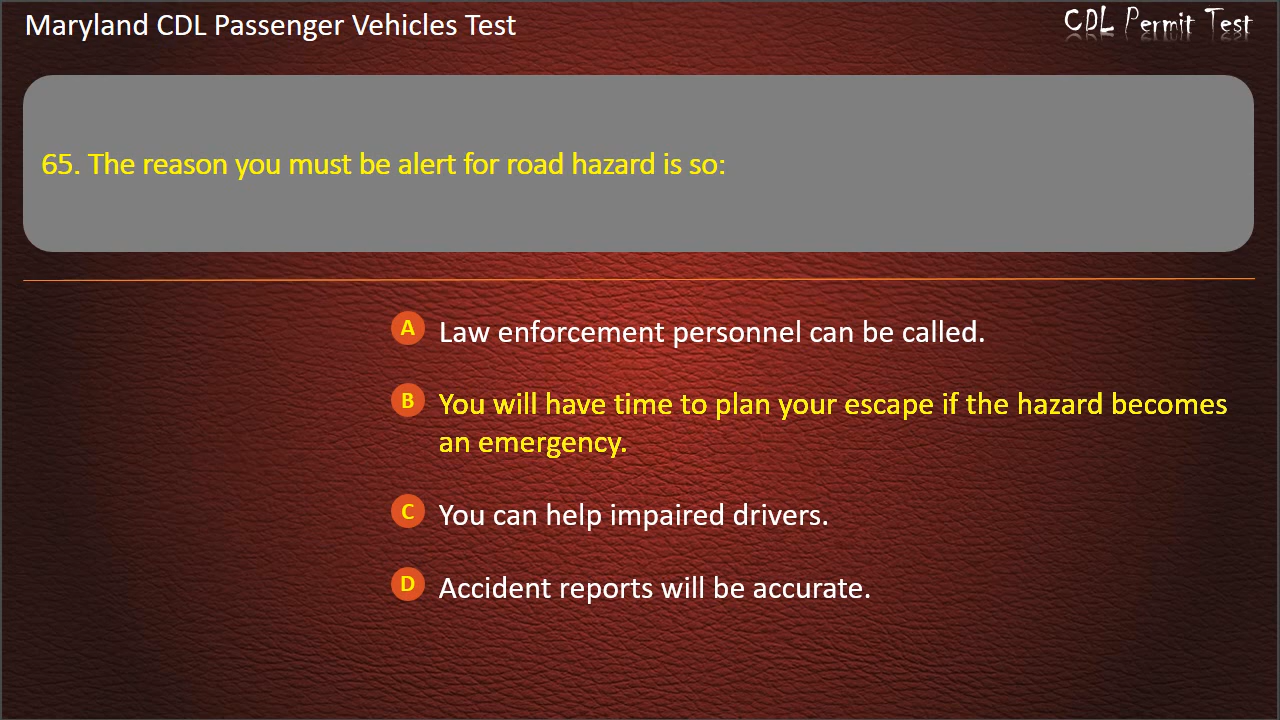 Maryland CDL Passenger Vehicles Test
CDL Permit Test
65. The reason you must be alert for road hazard is so:
A Law enforcement personnel can be called.
B You will have time to plan your escape if the hazard becomes
an emergency.
C You can help impaired drivers.
D Accident reports will be accurate.